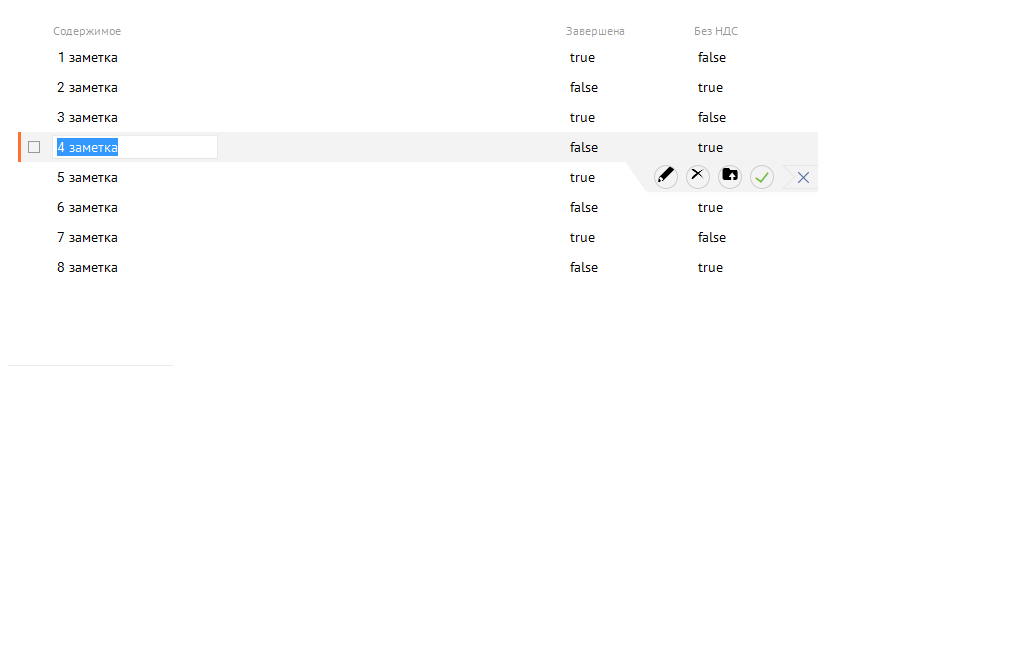 Содержимое Завершена Без НДС
1 заметка true false
2 заметка false true
3 заметка true false
4 заметка false true
5 заметка true
6 заметка false true
7 заметка true false
8 заметка false true